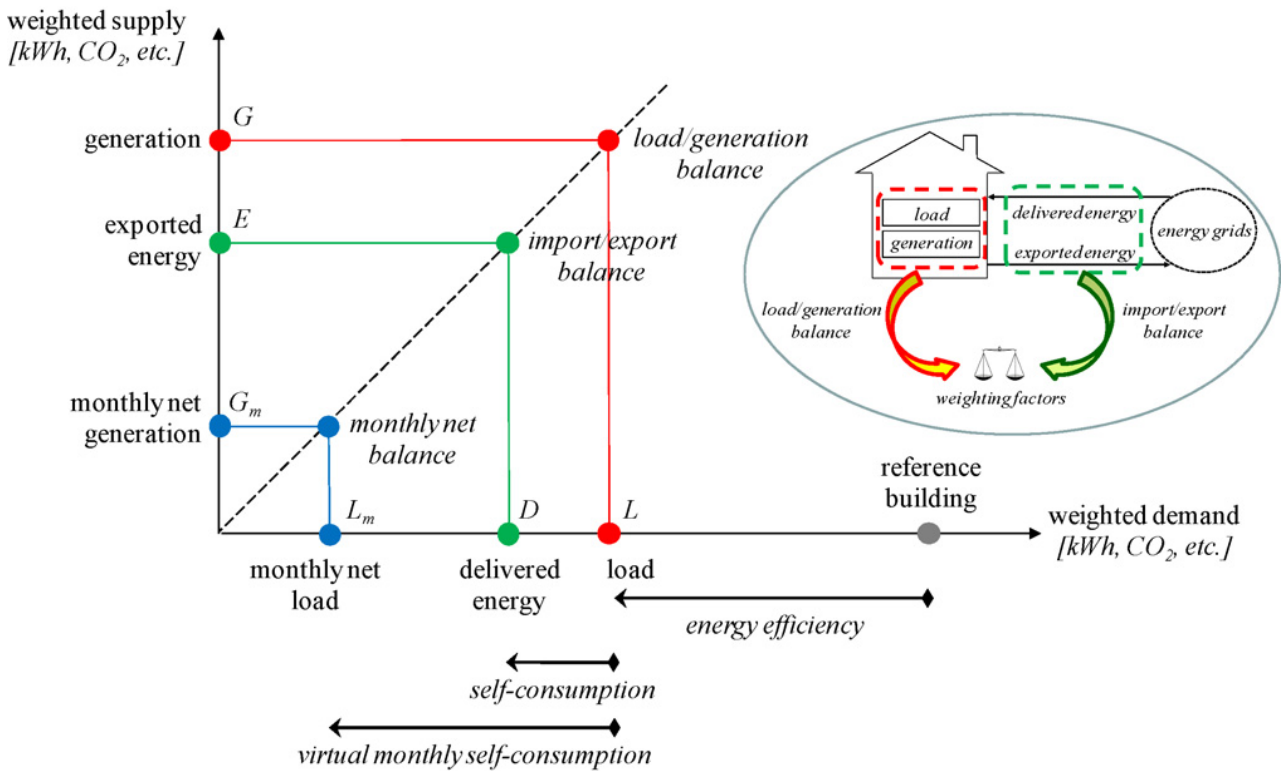 weighted supply
[kWh, CO2, etc.]
G
generation
load/generation
balance
E
exported
energy
import/export
balance
monthly net
generation
Gm
monthly net
balance
Lm
D
L
reference
building
weighted demand
[kWh, CO2, etc.]
monthly net
load
delivered
energy
load
energy efficiency
self-consumption
virtual monthly self-consumption
load
generation
delivered energy
exported energy
energy grids
load/generation
balance
import/export
balance
weighting factors